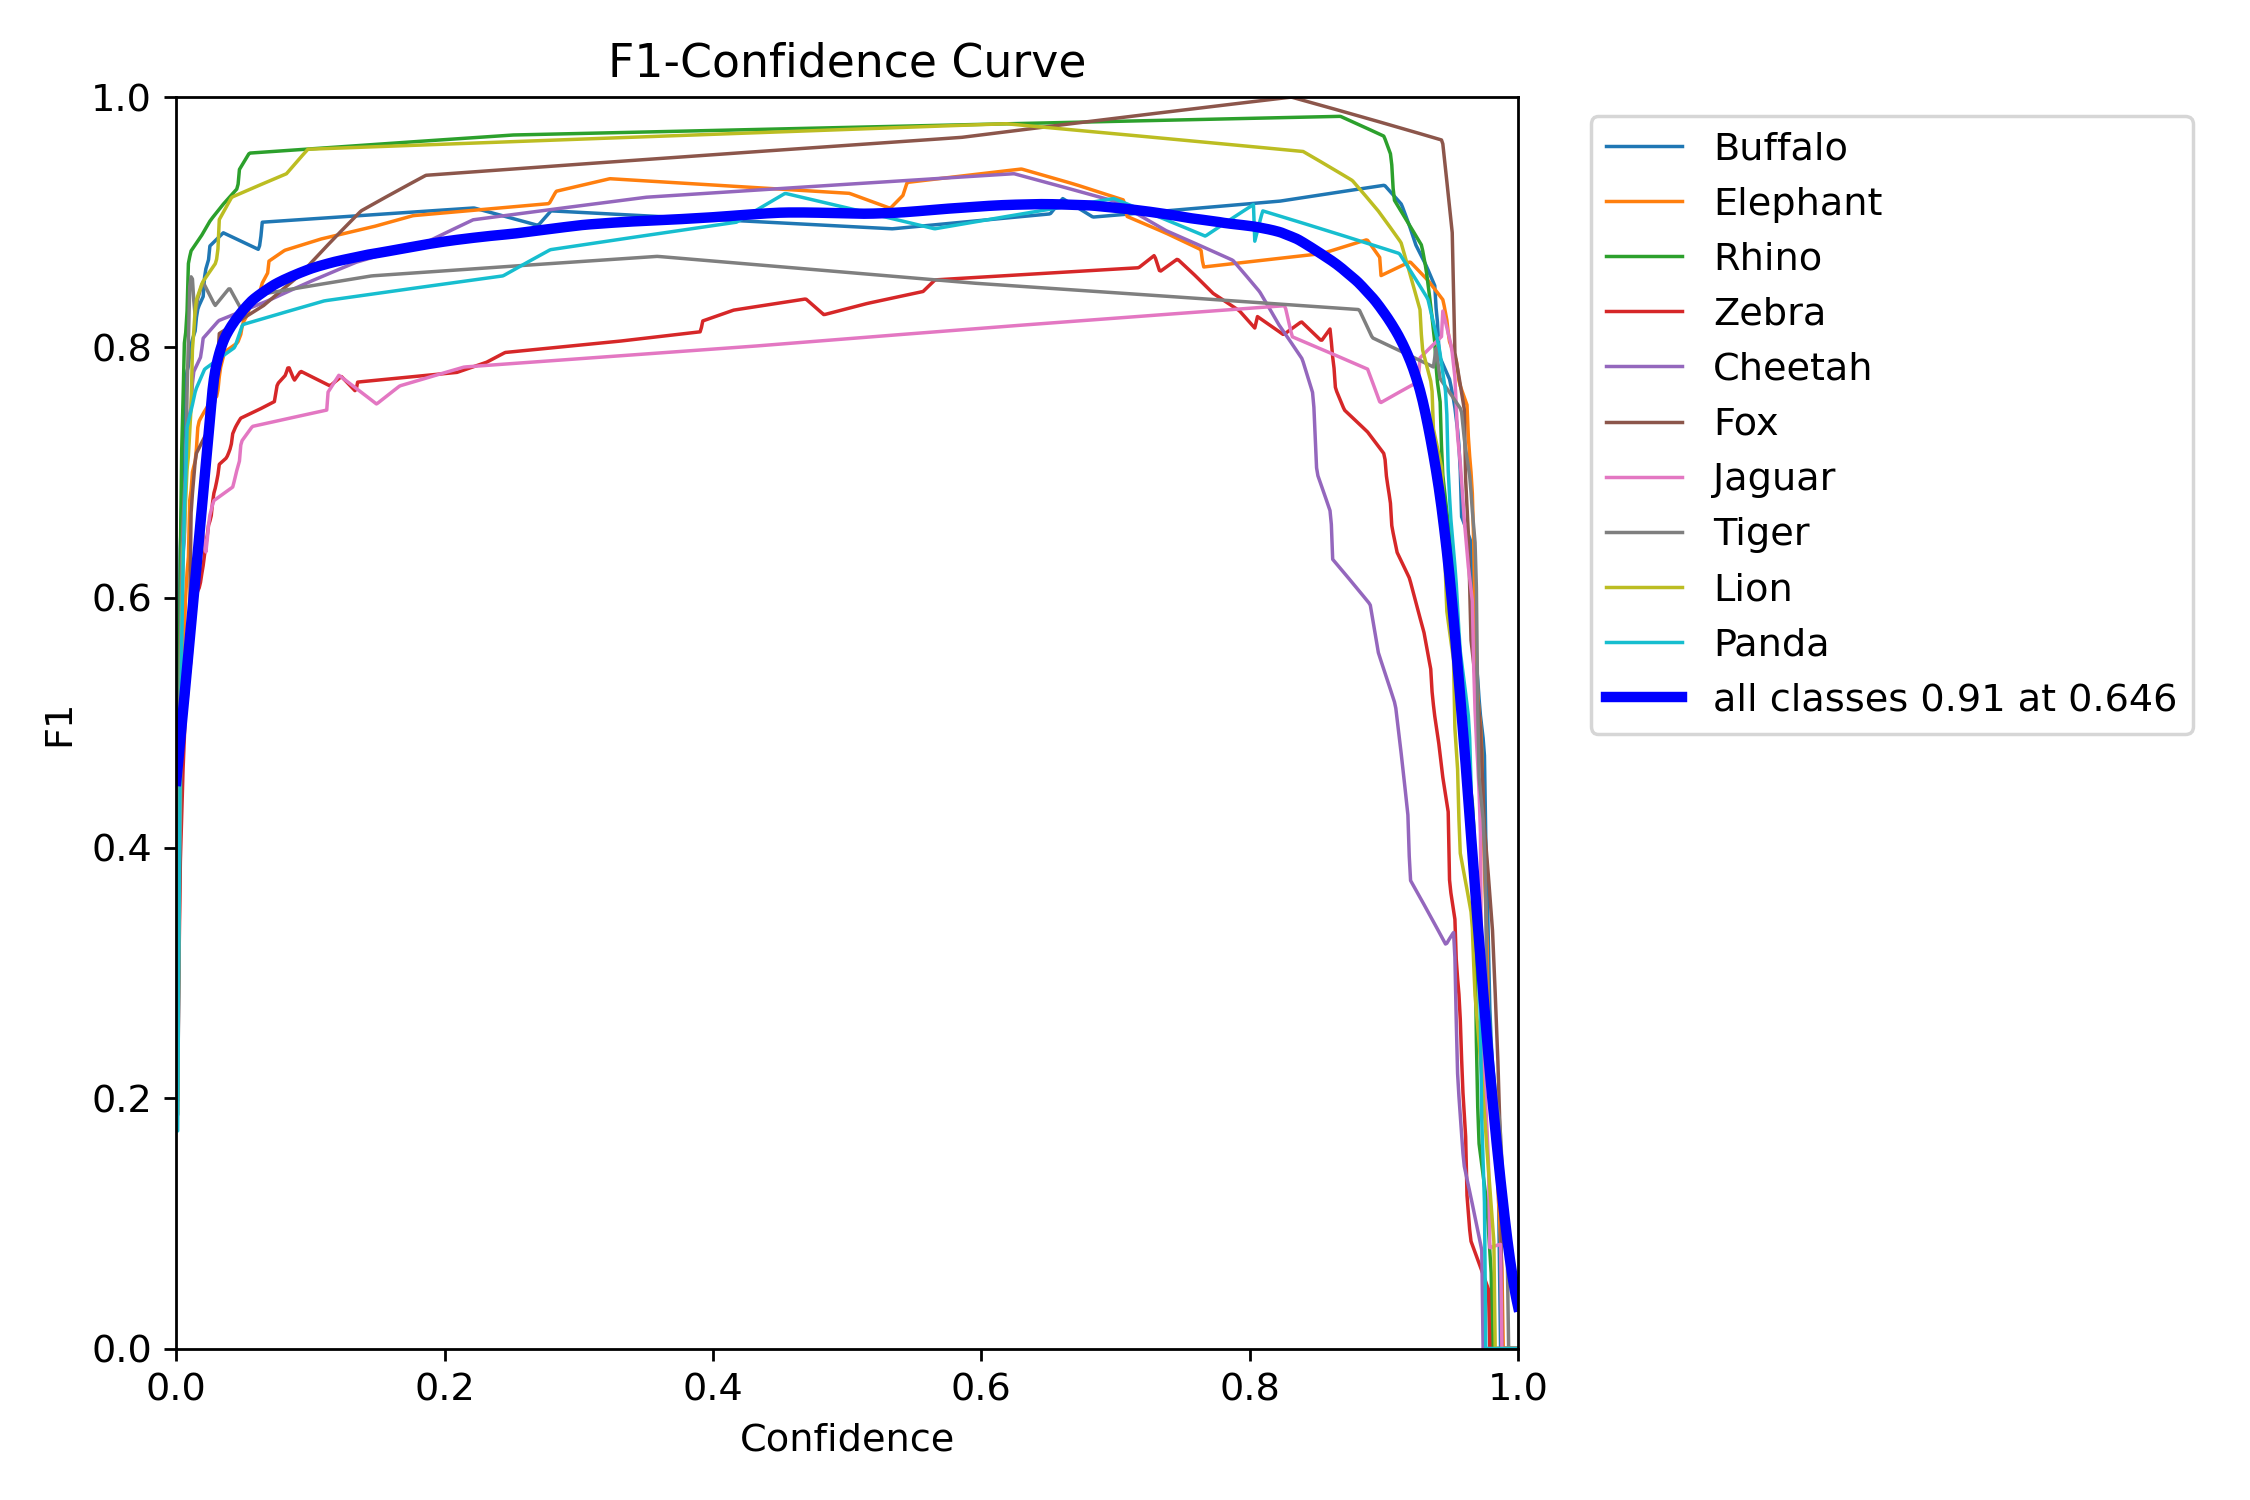 F1-Confidence Curve
1.0
0.8
0.6
0.4
0.2
0.0
F1
0.0 0.2 0.4 0.6 0.8 1.0
Confidence
Buffalo
Elephant
Rhino
Zebra
Cheetah
Fox
Jaguar
Tiger
Lion
Panda
all classes 0.91 at 0.646